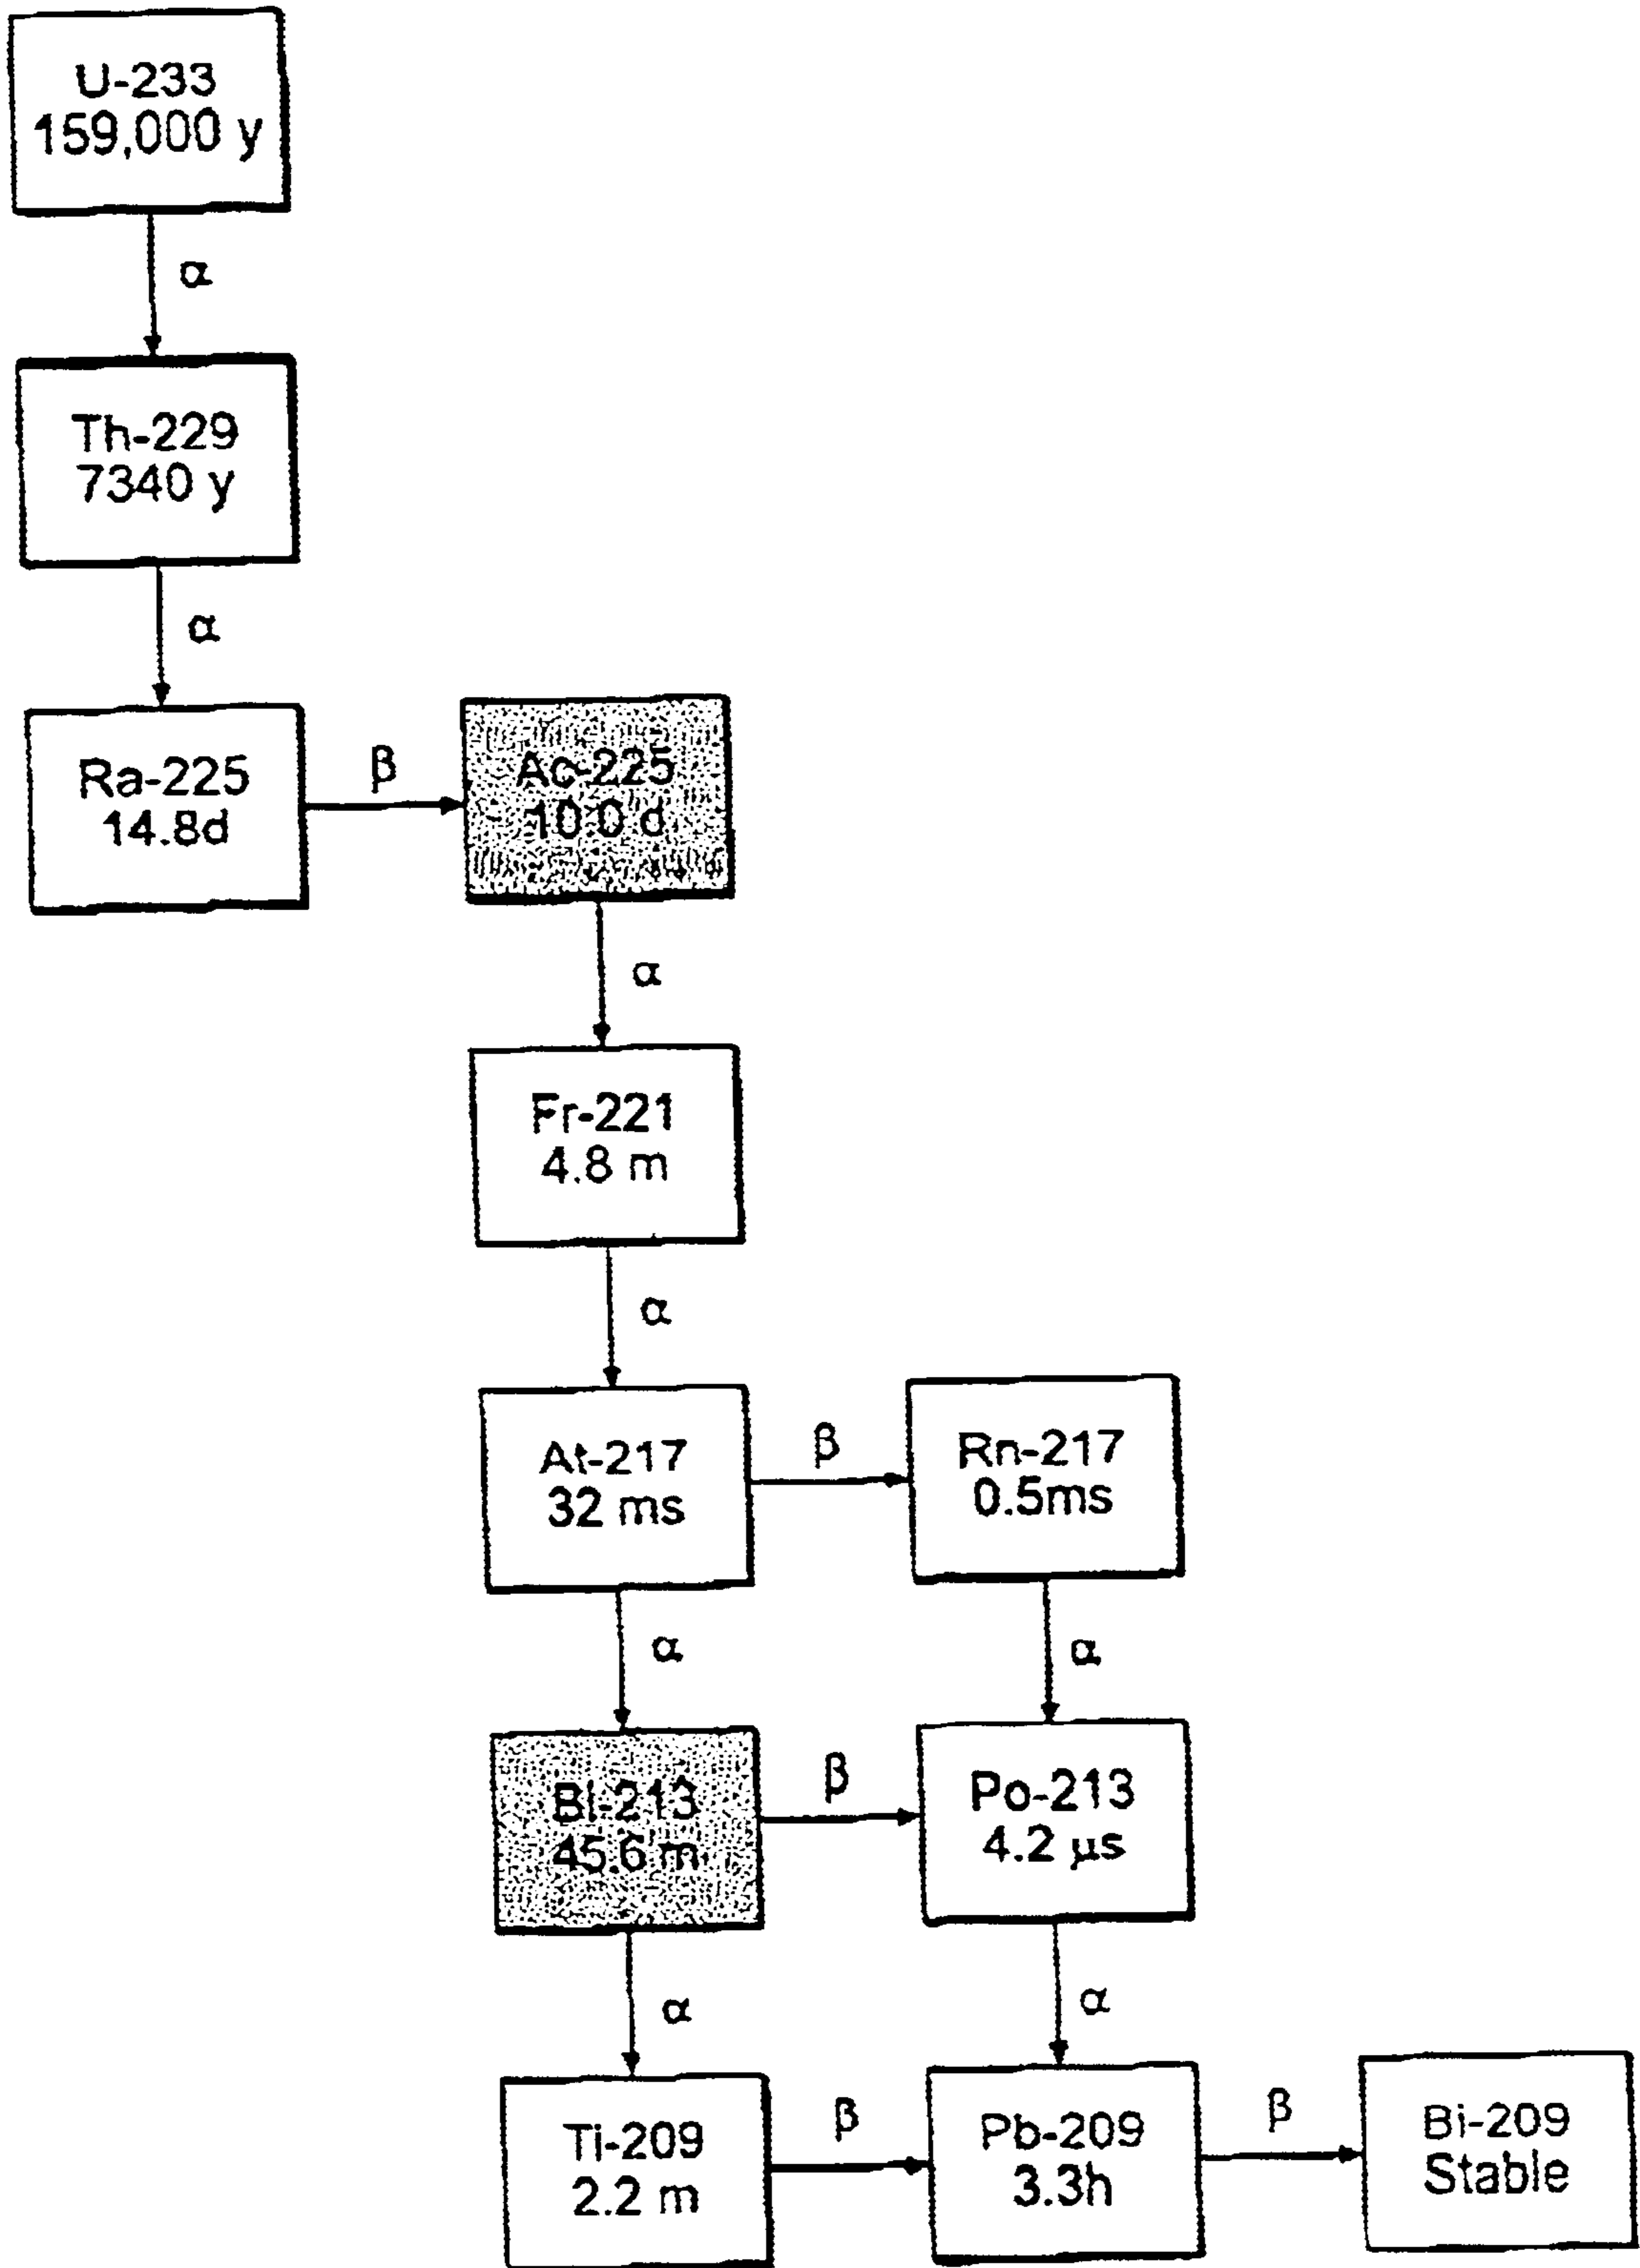 U-233
159,000 y
α
Th-229
7340 y
α
Ra-225
14.8d
β
Ac-225
10.0 d
α
Fr-221
4.8 m
α
At-217
32 ms
β
Rn-217
0.5ms
α
α
Bi-213
45.6 m
β
Po-213
4.2 μs
α
α
Ti-209
2.2 m
β
Pb-209
3.3h
β
Bi-209
Stable